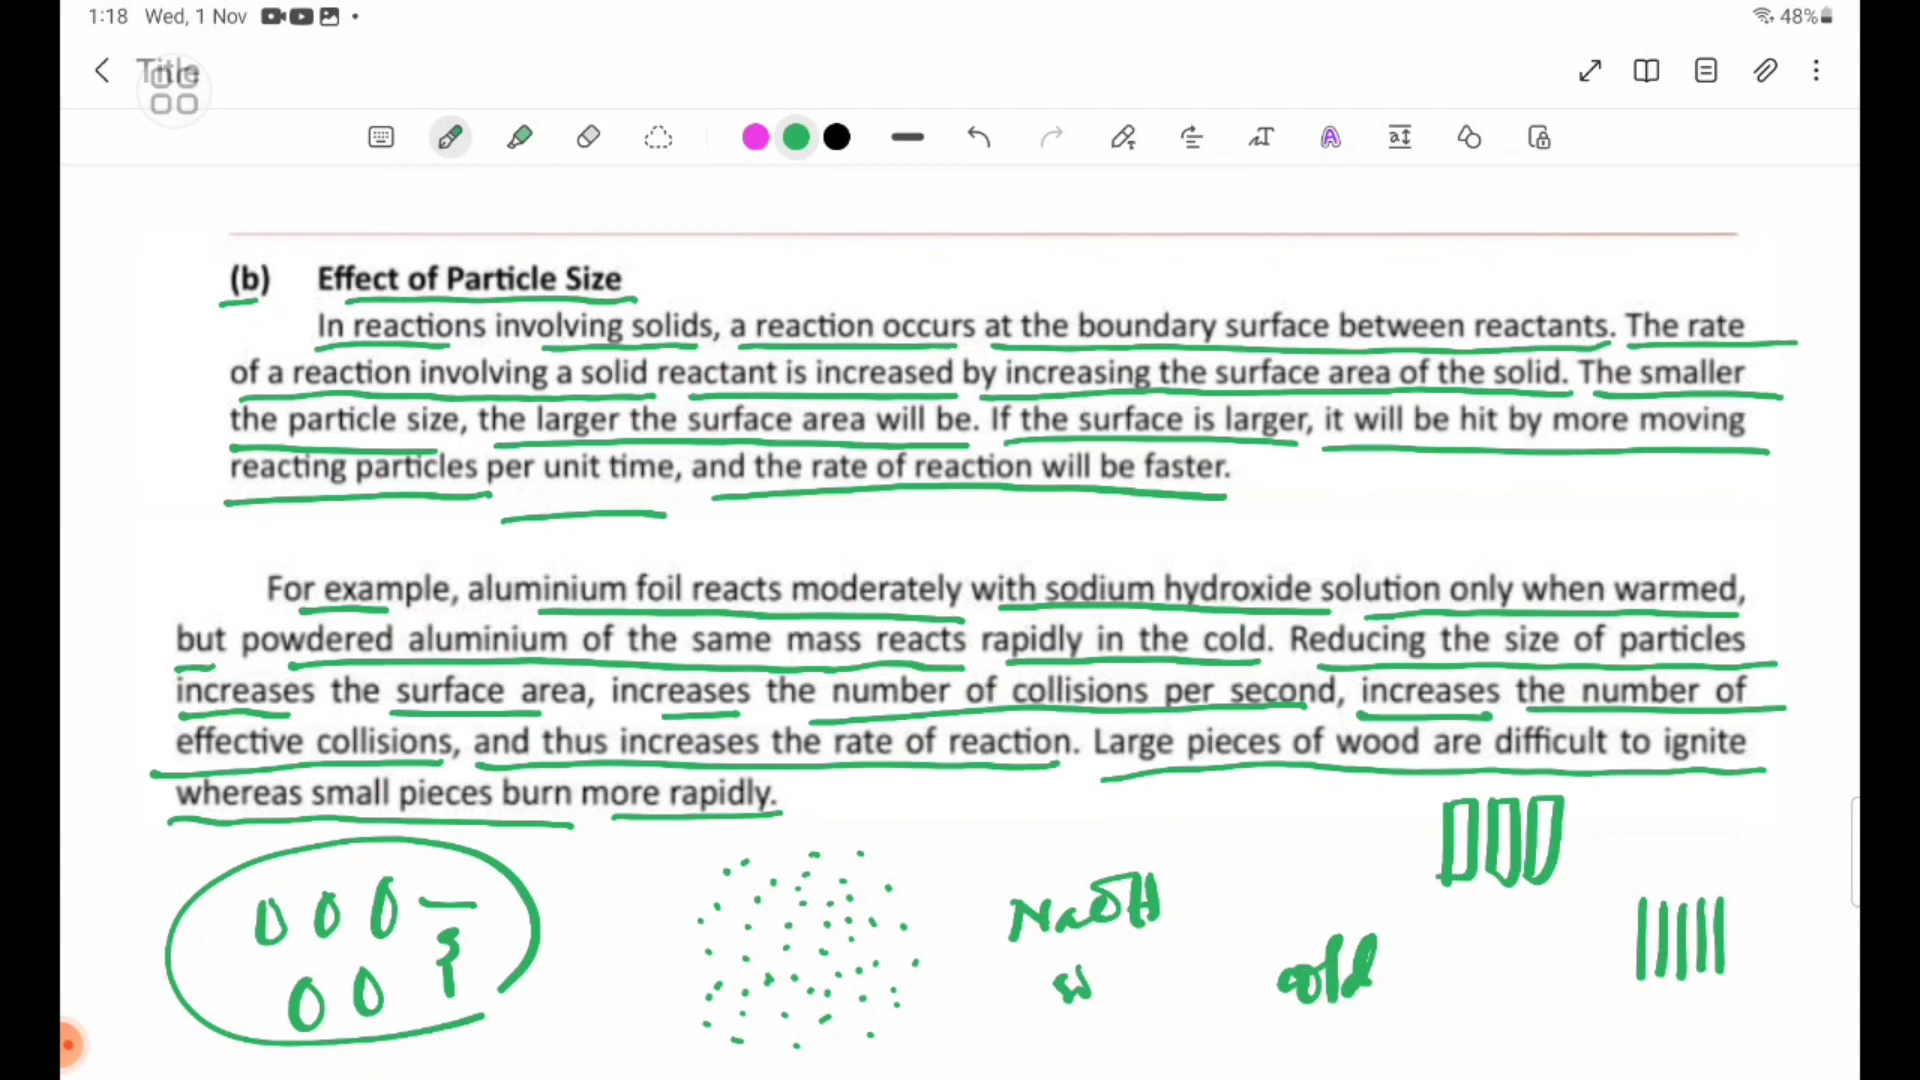 1:18 Wed, 1 Nov
48%
Title
(b) Effect of Particle Size
In reactions involving solids, a reaction occurs at the boundary surface between reactants. The rate
of a reaction involving a solid reactant is increased by increasing the surface area of the solid. The smaller
the particle size, the larger the surface area will be. If the surface is larger, it will be hit by more moving
reacting particles per unit time, and the rate of reaction will be faster.
For example, aluminium foil reacts moderately with sodium hydroxide solution only when warmed,
but powdered aluminium of the same mass reacts rapidly in the cold. Reducing the size of particles
increases the surface area, increases the number of collisions per second, increases the number of
effective collisions, and thus increases the rate of reaction. Large pieces of wood are difficult to ignite
whereas small pieces burn more rapidly.
NaOH
cold